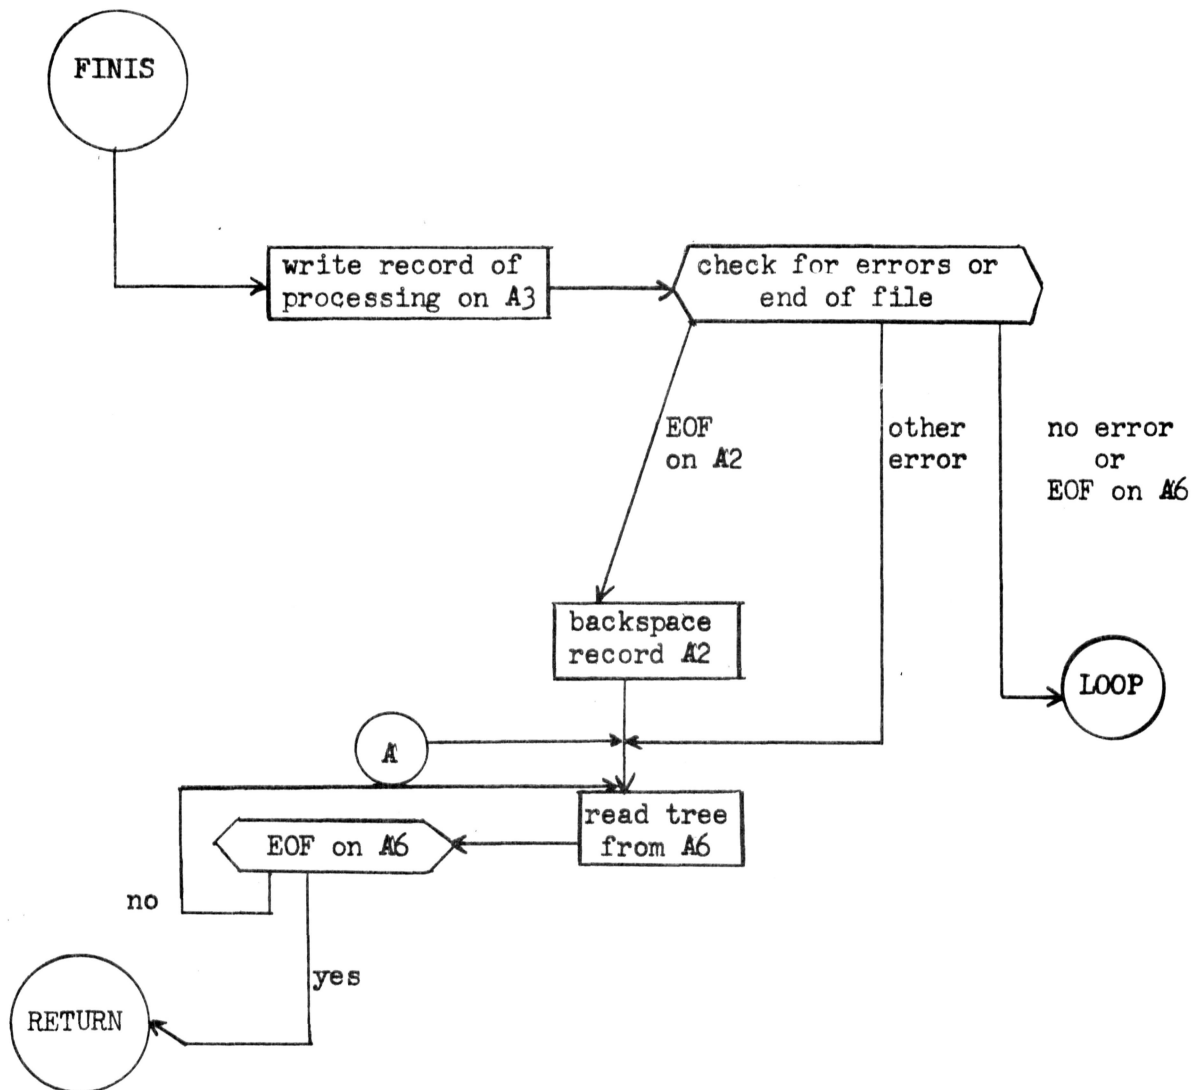 FINIS
write record of
processing on A3
check for errors or
end of file
EOF
on A2
other
error
no error
or
EOF on A6
backspace
record A2
LOOP
A
read tree
from A6
EOF on A6
no
yes
RETURN